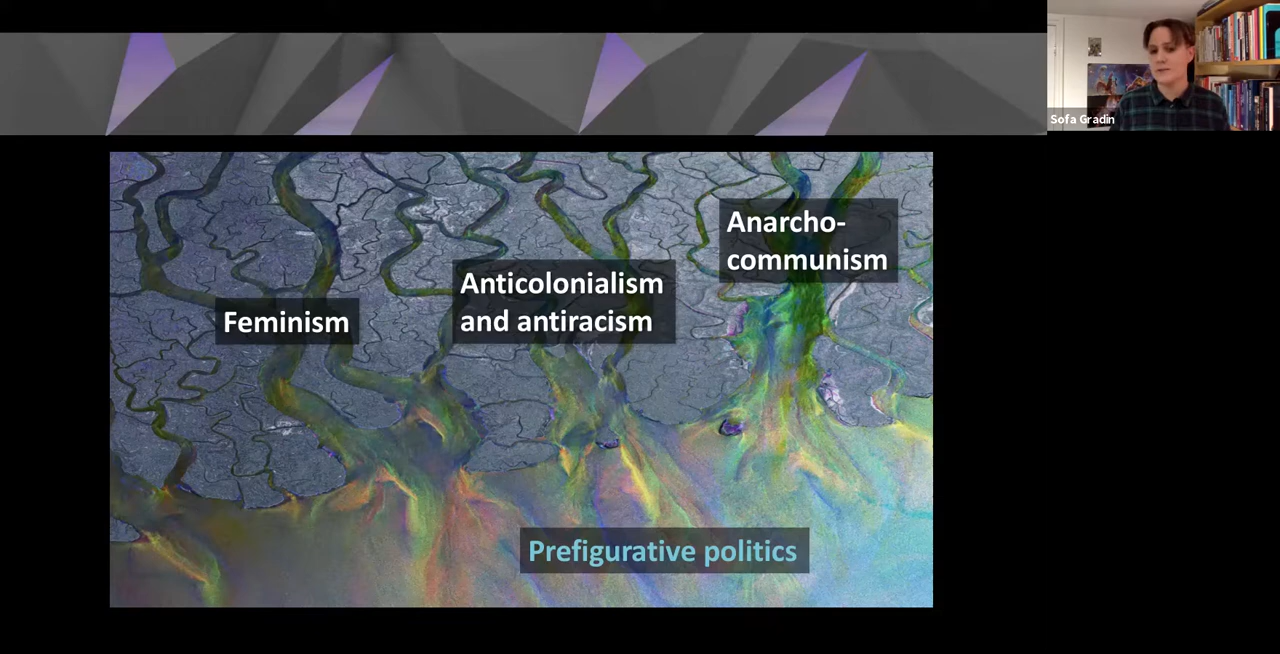 Sofa Gradin
Anarcho-
communism
Anticolonialism
and antiracism
Feminism
Prefigurative politics